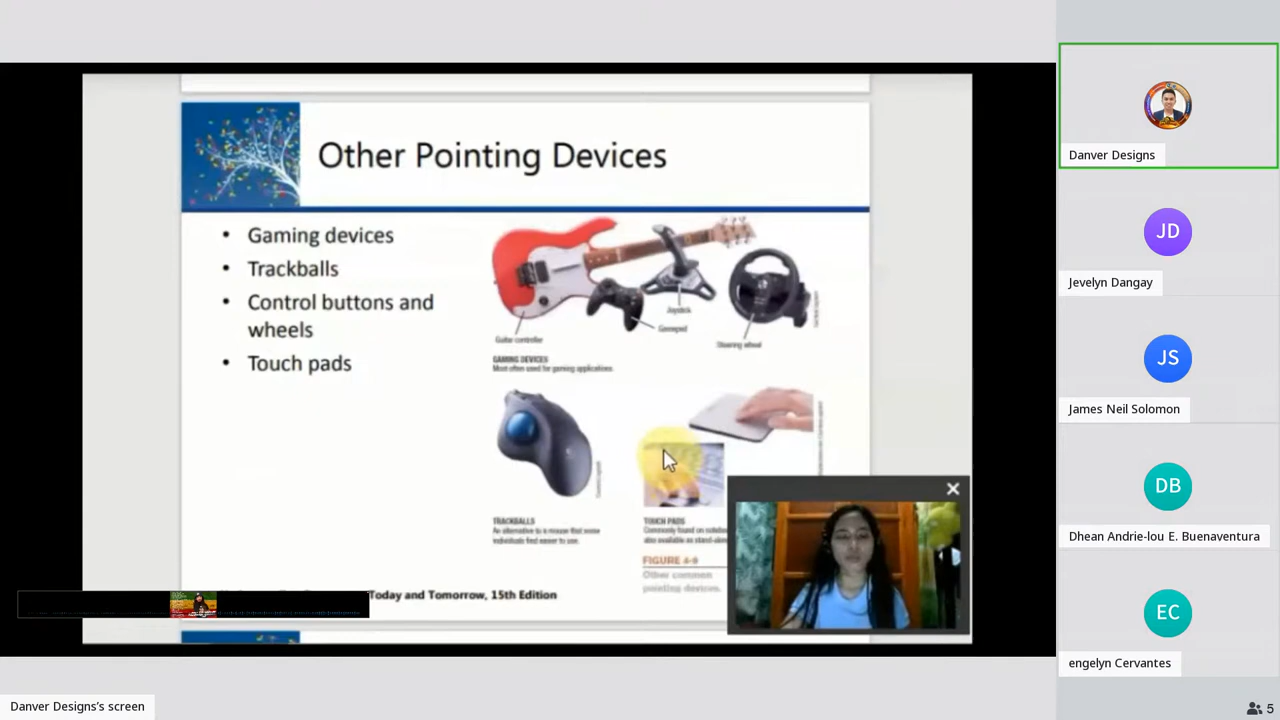 Other Pointing Devices
• Gaming devices
• Trackballs
• Control buttons and
wheels
• Touch pads
Joystick
Gamepad
Guitar controller
Steering wheel
GAMING DEVICES
Most often used for gaming applications.
TRACKBALLS
An alternative to a mouse that some
individuals find easier to use.
TOUCH PADS
Commonly found on
also available as
FIGURE 4-9
Other common
pointing devices.
Today and Tomorrow, 15th Edition
Danver Designs
JD
Jevelyn Dangay
JS
James Neil Solomon
DB
Dhean Andrie-lou E. Buenaventura
EC
engelyn Cervantes
Danver Designs's screen
5